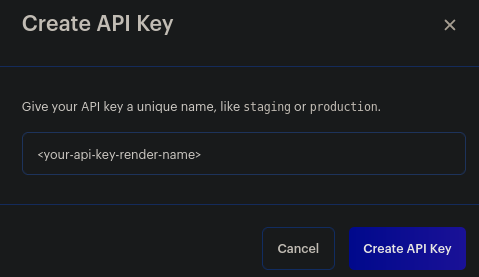 Create API Key
Give your API key a unique name, like staging or production.
<your-api-key-render-name>
Cancel
Create API Key